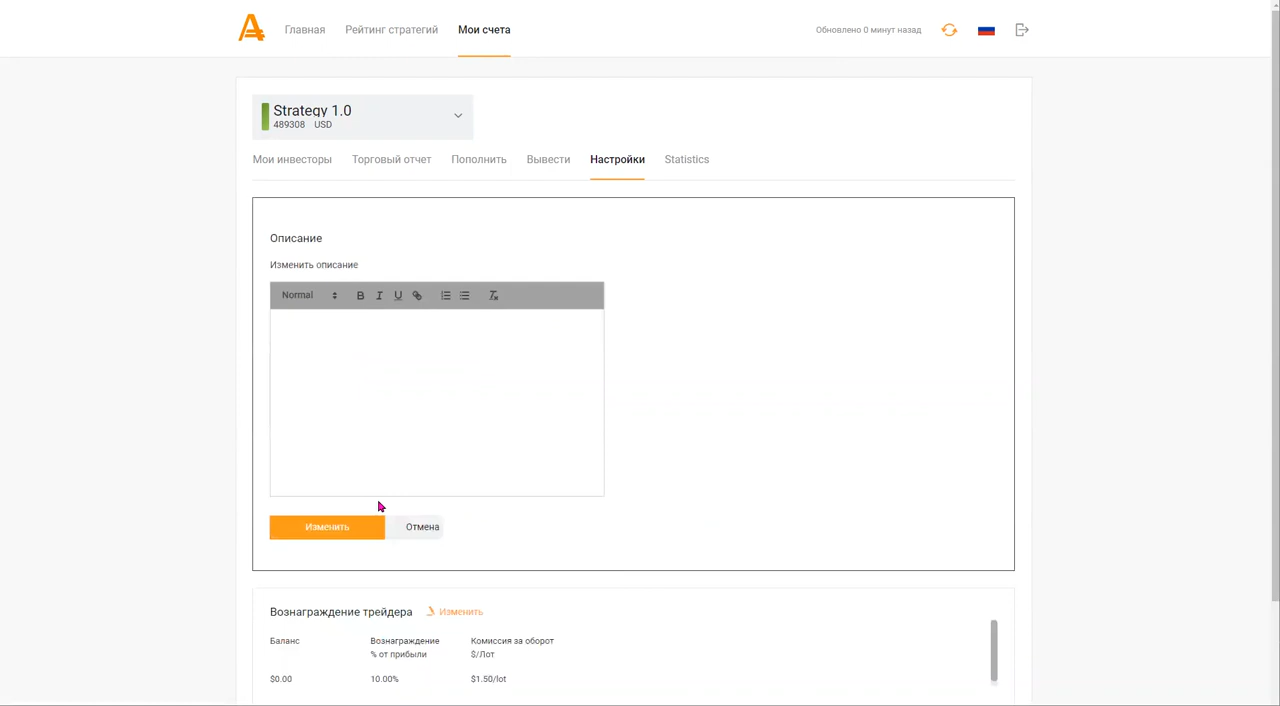 Главная Рейтинг стратегий Мои счета Обновлено 0 минут назад
Strategy 1.0
489308 USD
Мои инвесторы Торговый отчет Пополнить Вывести Настройки Statistics
Описание
Изменить описание
Normal B I U
Изменить Отмена
Вознаграждение трейдера Изменить
Баланс Вознаграждение Комиссия за оборот
% от прибыли $/Лот
$0.00 10.00% $1.50/lot